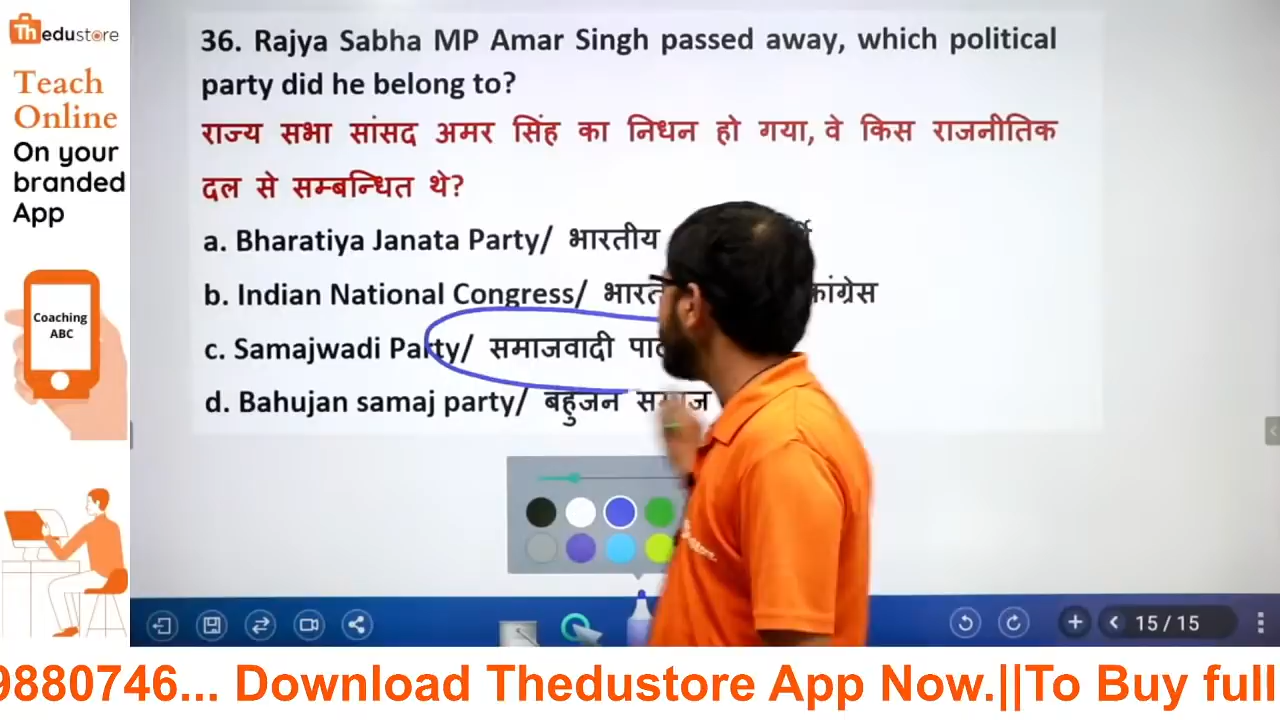 Thedustore
Teach
Online
On your
branded
App
Coaching
ABC
36. Rajya Sabha MP Amar Singh passed away, which political
party did he belong to?
राज्य सभा सांसद अमर सिंह का निधन हो गया, वे किस राजनीतिक
दल से सम्बन्धित थे?
a. Bharatiya Janata Party/ भारतीय
b. Indian National Congress/ कांग्रेस
c. Samajwadi Party/ समाजवादी
d. Bahujan samaj party/ बहुजन समाज
15 / 15
9880746... Download Thedustore App Now.||To Buy full